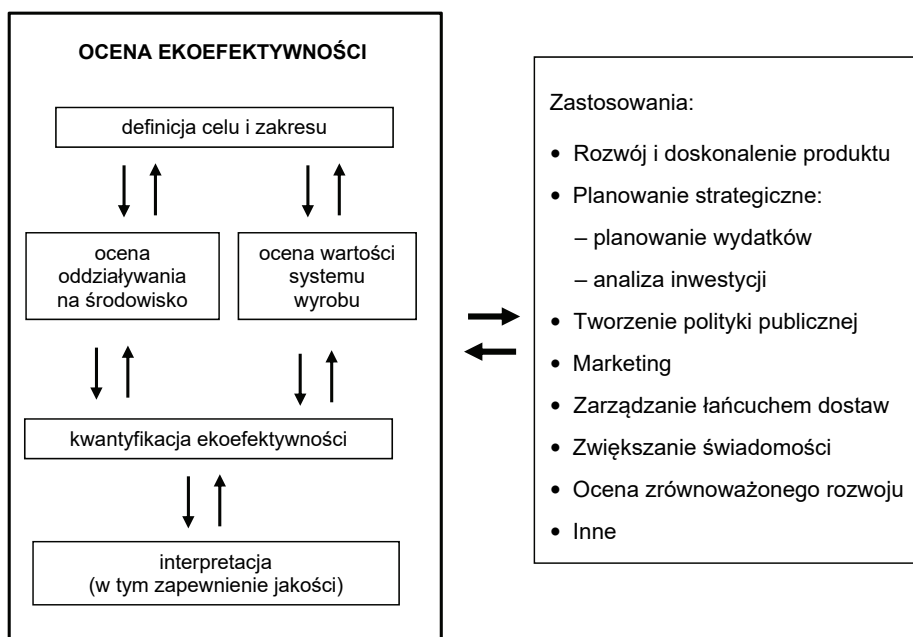 OCENA EKOEFEKTYWNOŚCI
definicja celu i zakresu
ocena
oddziaływania
na środowisko
ocena wartości
systemu
wyrobu
kwantyfikacja ekoefektywności
interpretacja
(w tym zapewnienie jakości)
Zastosowania:
• Rozwój i doskonalenie produktu
• Planowanie strategiczne:
– planowanie wydatków
– analiza inwestycji
• Tworzenie polityki publicznej
• Marketing
• Zarządzanie łańcuchem dostaw
• Zwiększanie świadomości
• Ocena zrównoważonego rozwoju
• Inne